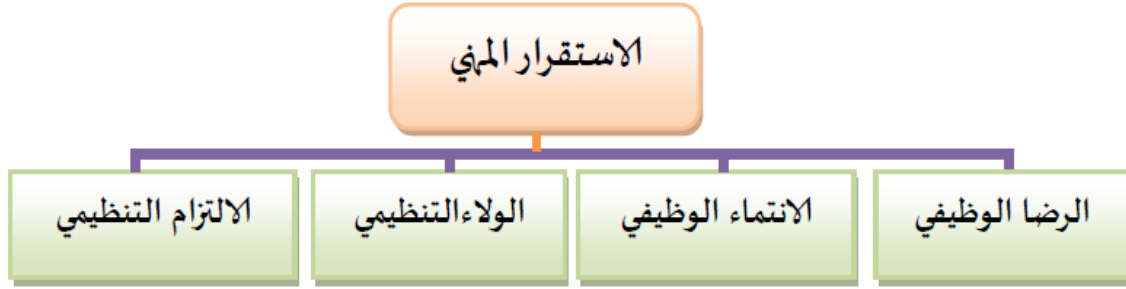 الاستقرار المهني
الرضا الوظيفي
الانتماء الوظيفي
الولاءالتنظيمي
الالتزام التنظيمي